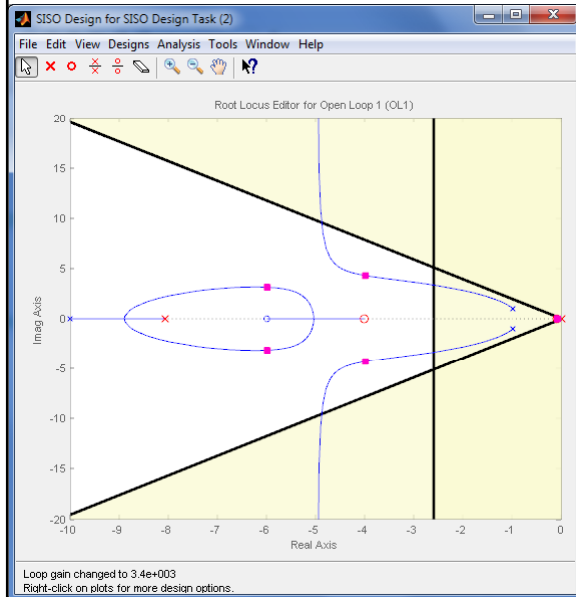 SISO Design for SISO Design Task (2)
File Edit View Designs Analysis Tools Window Help
Root Locus Editor for Open Loop 1 (OL1)
20
15
10
5
0
-5
-10
-15
-20
Imag Axis
-10 -9 -8 -7 -6 -5 -4 -3 -2 -1 0
Real Axis
Loop gain changed to 3.4e+003
Right-click on plots for more design options.